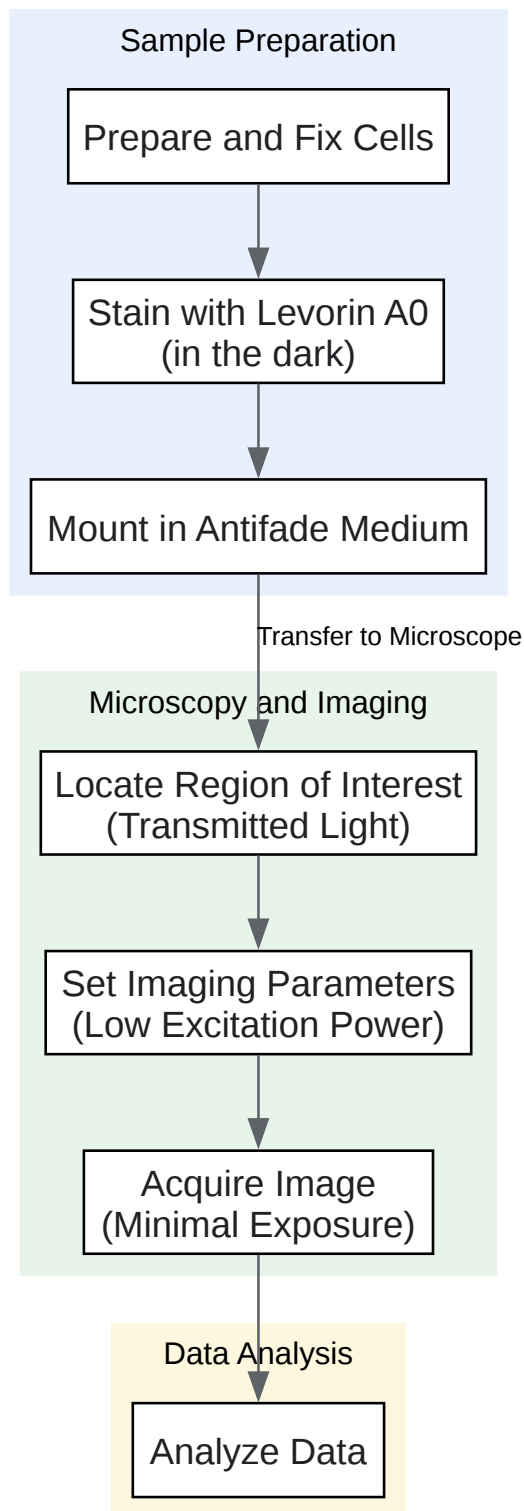 Sample Preparation
Prepare and Fix Cells
Stain with Levorin A0
(in the dark)
Mount in Antifade Medium
Transfer to Microscope
Microscopy and Imaging
Locate Region of Interest
(Transmitted Light)
Set Imaging Parameters
(Low Excitation Power)
Acquire Image
(Minimal Exposure)
Data Analysis
Analyze Data